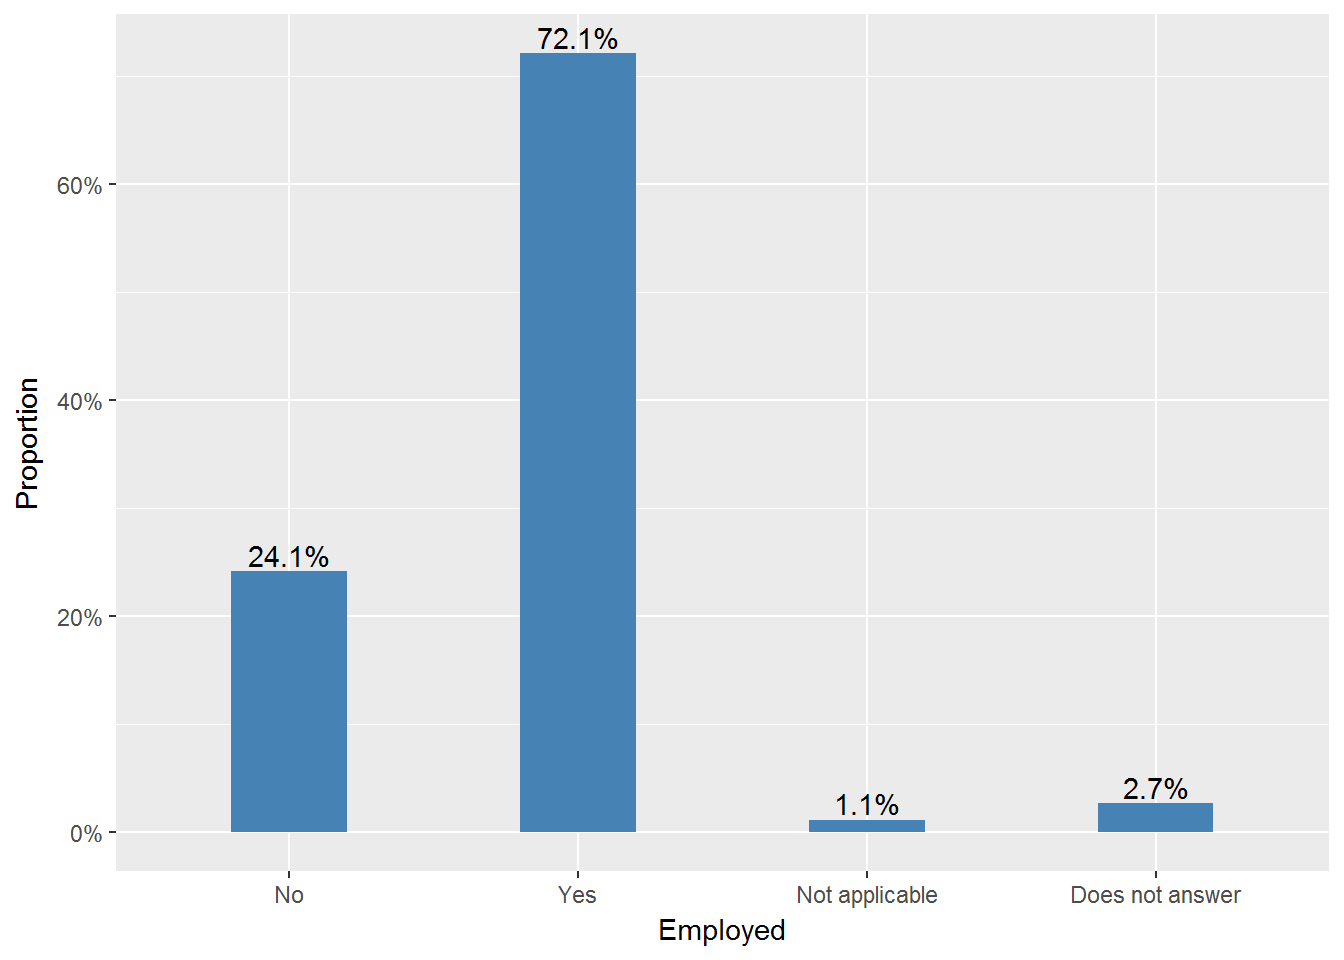 72.1%
60%
40%
24.1%
20%
2.7%
1.1%
0%
No
Yes
Not applicable
Does not answer
Employed
Proportion